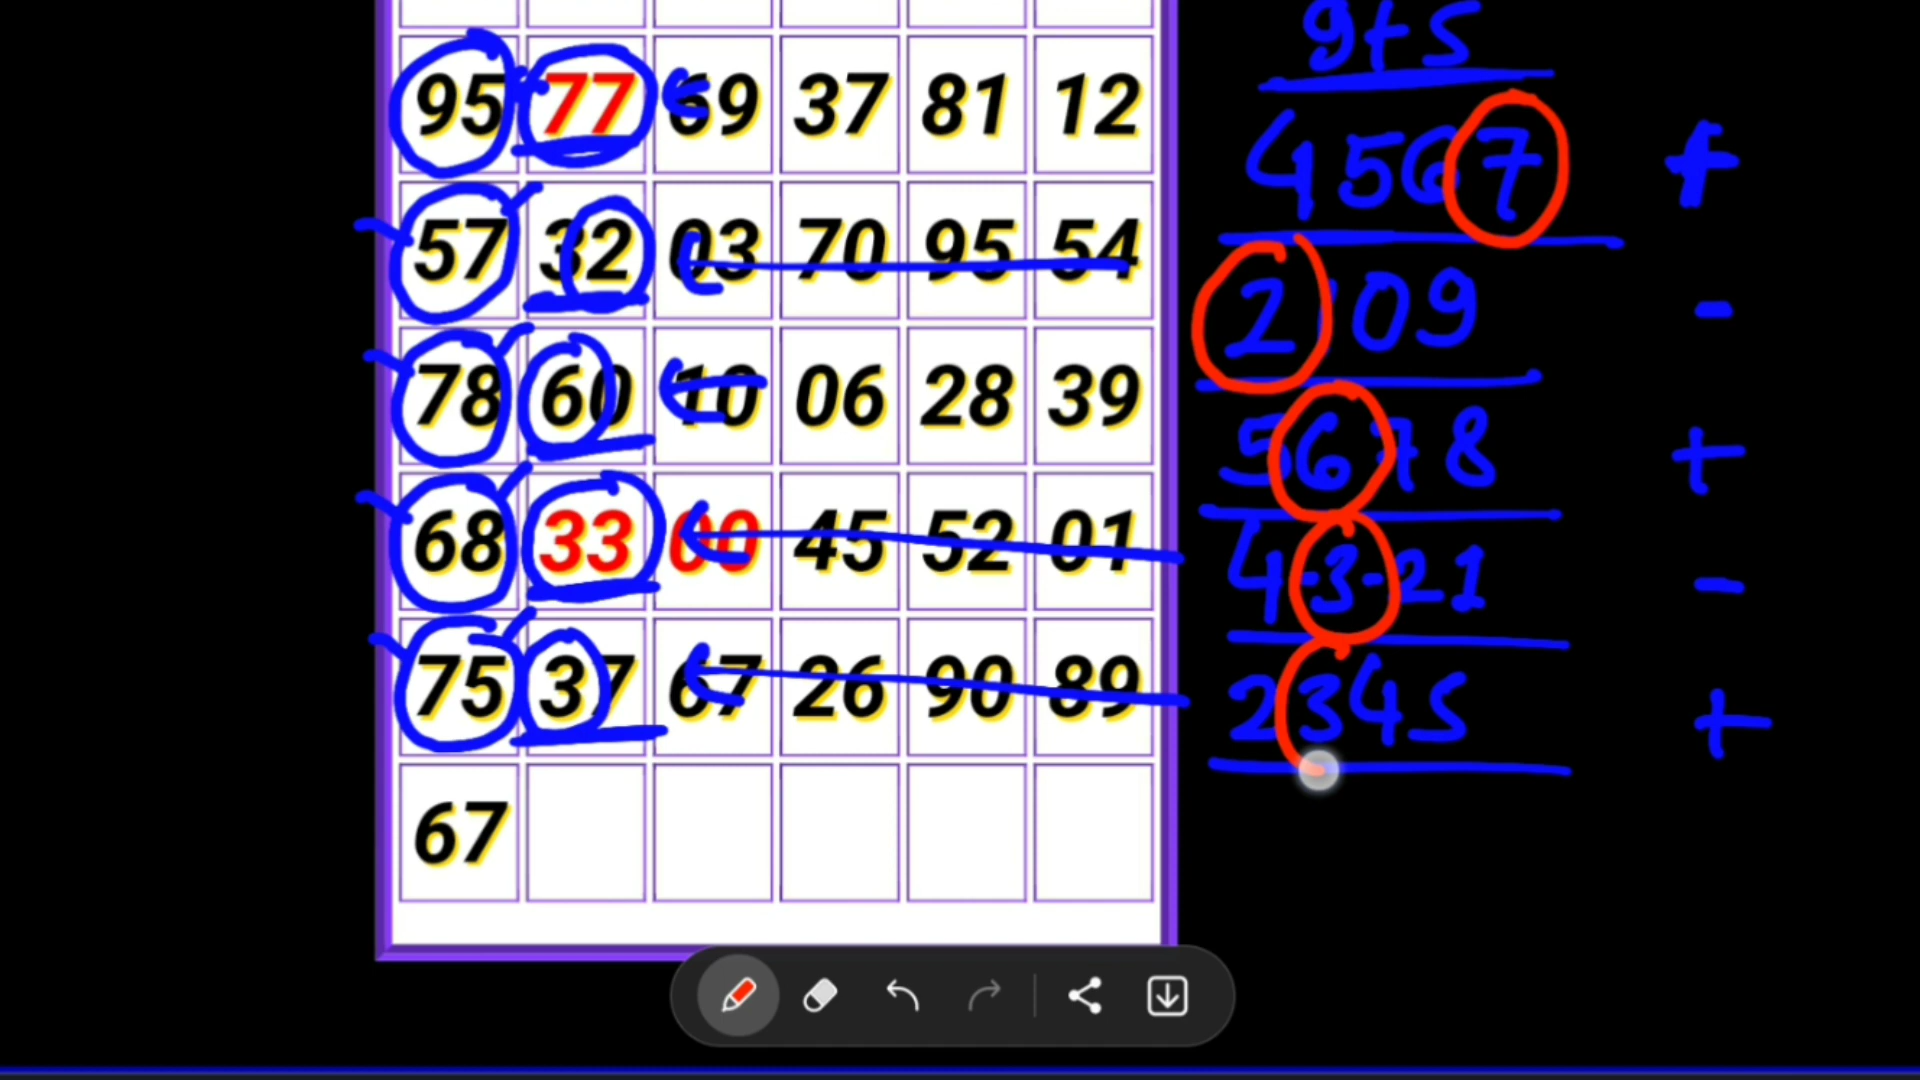 9+5
95 77 69 37 81 12
4567 +
57 32 03 70 95 54
2109 -
78 60 10 06 28 39
5678 +
68 33 00 45 52 01
4321 -
75 37 67 26 90 89
2345 +
67